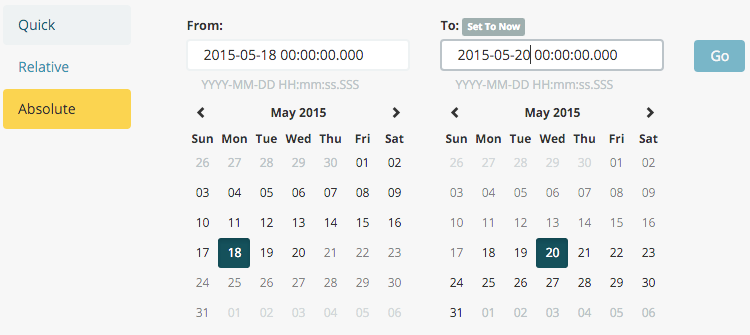 Quick
Relative
Absolute
From:
2015-05-18 00:00:00.000
YYYY-MM-DD HH:mm:ss.SSS
May 2015
Sun Mon Tue Wed Thu Fri Sat
26 27 28 29 30 01 02
03 04 05 06 07 08 09
10 11 12 13 14 15 16
17 18 19 20 21 22 23
24 25 26 27 28 29 30
31 01 02 03 04 05 06
To: Set To Now
2015-05-20 00:00:00.000
YYYY-MM-DD HH:mm:ss.SSS
May 2015
Sun Mon Tue Wed Thu Fri Sat
26 27 28 29 30 01 02
03 04 05 06 07 08 09
10 11 12 13 14 15 16
17 18 19 20 21 22 23
24 25 26 27 28 29 30
31 01 02 03 04 05 06
Go